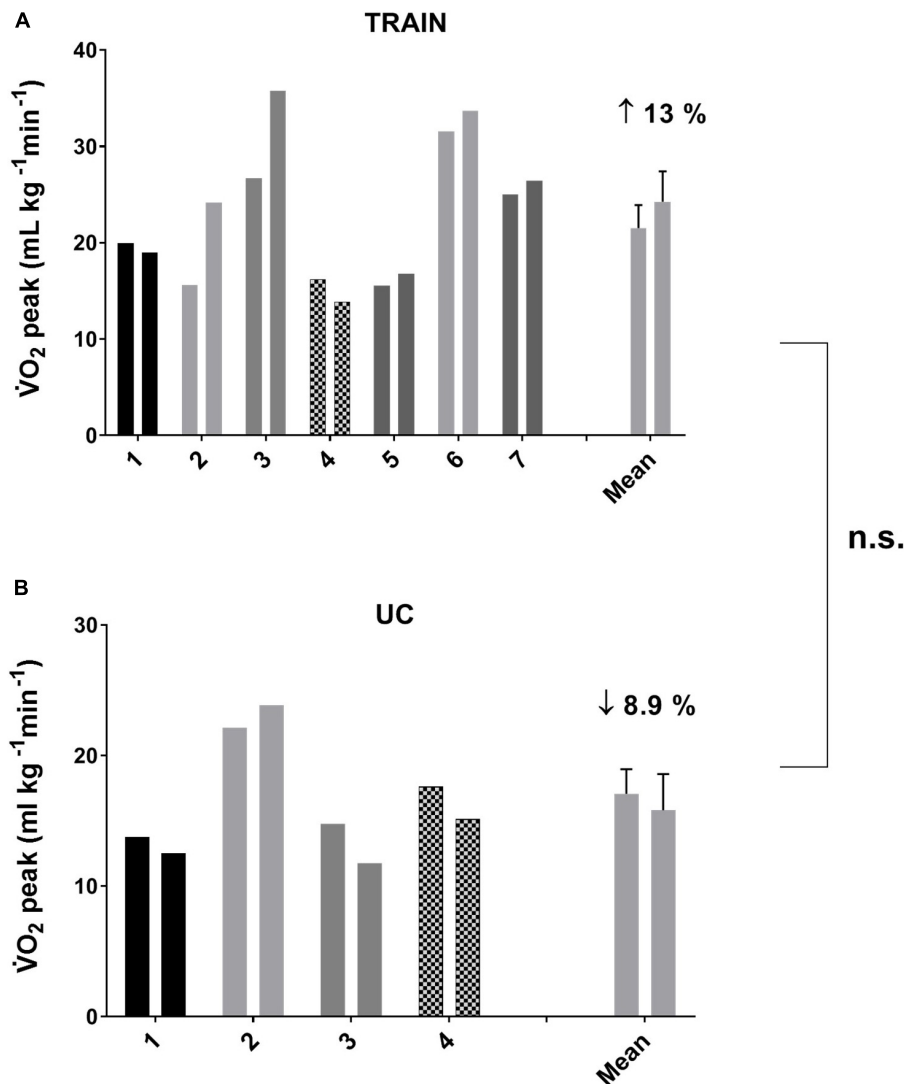 A
TRAIN
V̇O₂ peak (mL kg ⁻¹min⁻¹)
40
30
20
10
0
↑ 13 %
1 2 3 4 5 6 7 Mean
n.s.
B
UC
V̇O₂ peak (ml kg ⁻¹min⁻¹)
30
20
10
0
↓ 8.9 %
1 2 3 4 Mean